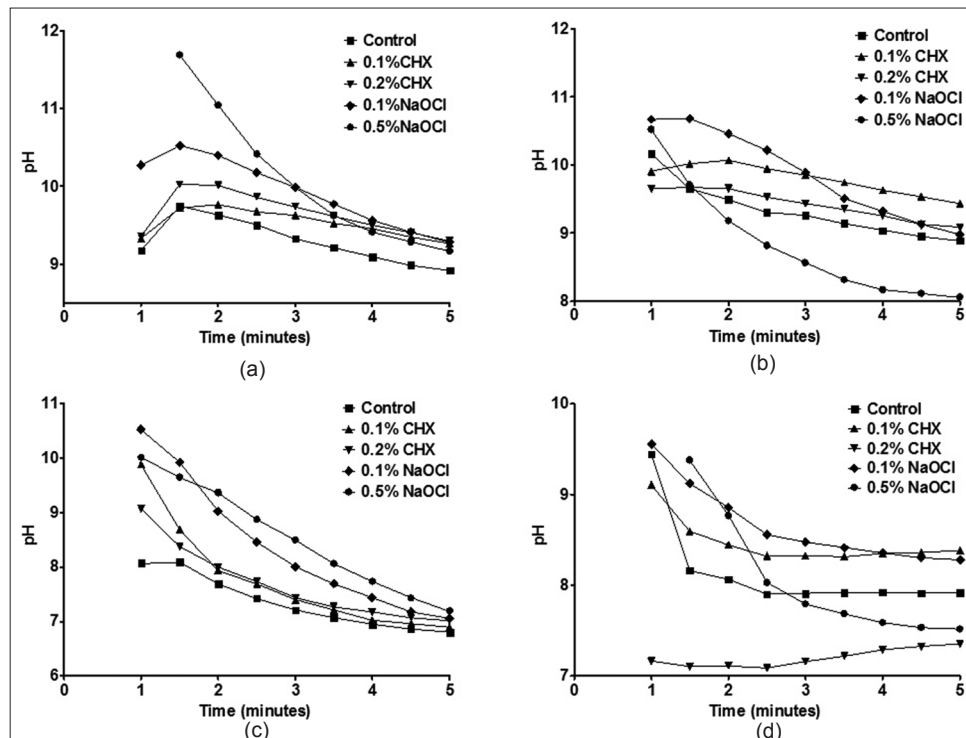 12
11
10
9
pH
0 1 2 3 4 5
Time (minutes)
Control
0.1%CHX
0.2%CHX
0.1%NaOCl
0.5%NaOCl
(a)
12
11
10
9
8
pH
0 1 2 3 4 5
Time (minutes)
Control
0.1% CHX
0.2% CHX
0.1% NaOCl
0.5% NaOCl
(b)
11
10
9
8
7
6
pH
0 1 2 3 4 5
Time (minutes)
Control
0.1% CHX
0.2% CHX
0.1% NaOCl
0.5% NaOCl
(c)
10
9
8
7
pH
0 1 2 3 4 5
Time (minutes)
Control
0.1% CHX
0.2% CHX
0.1% NaOCl
0.5% NaOCl
(d)